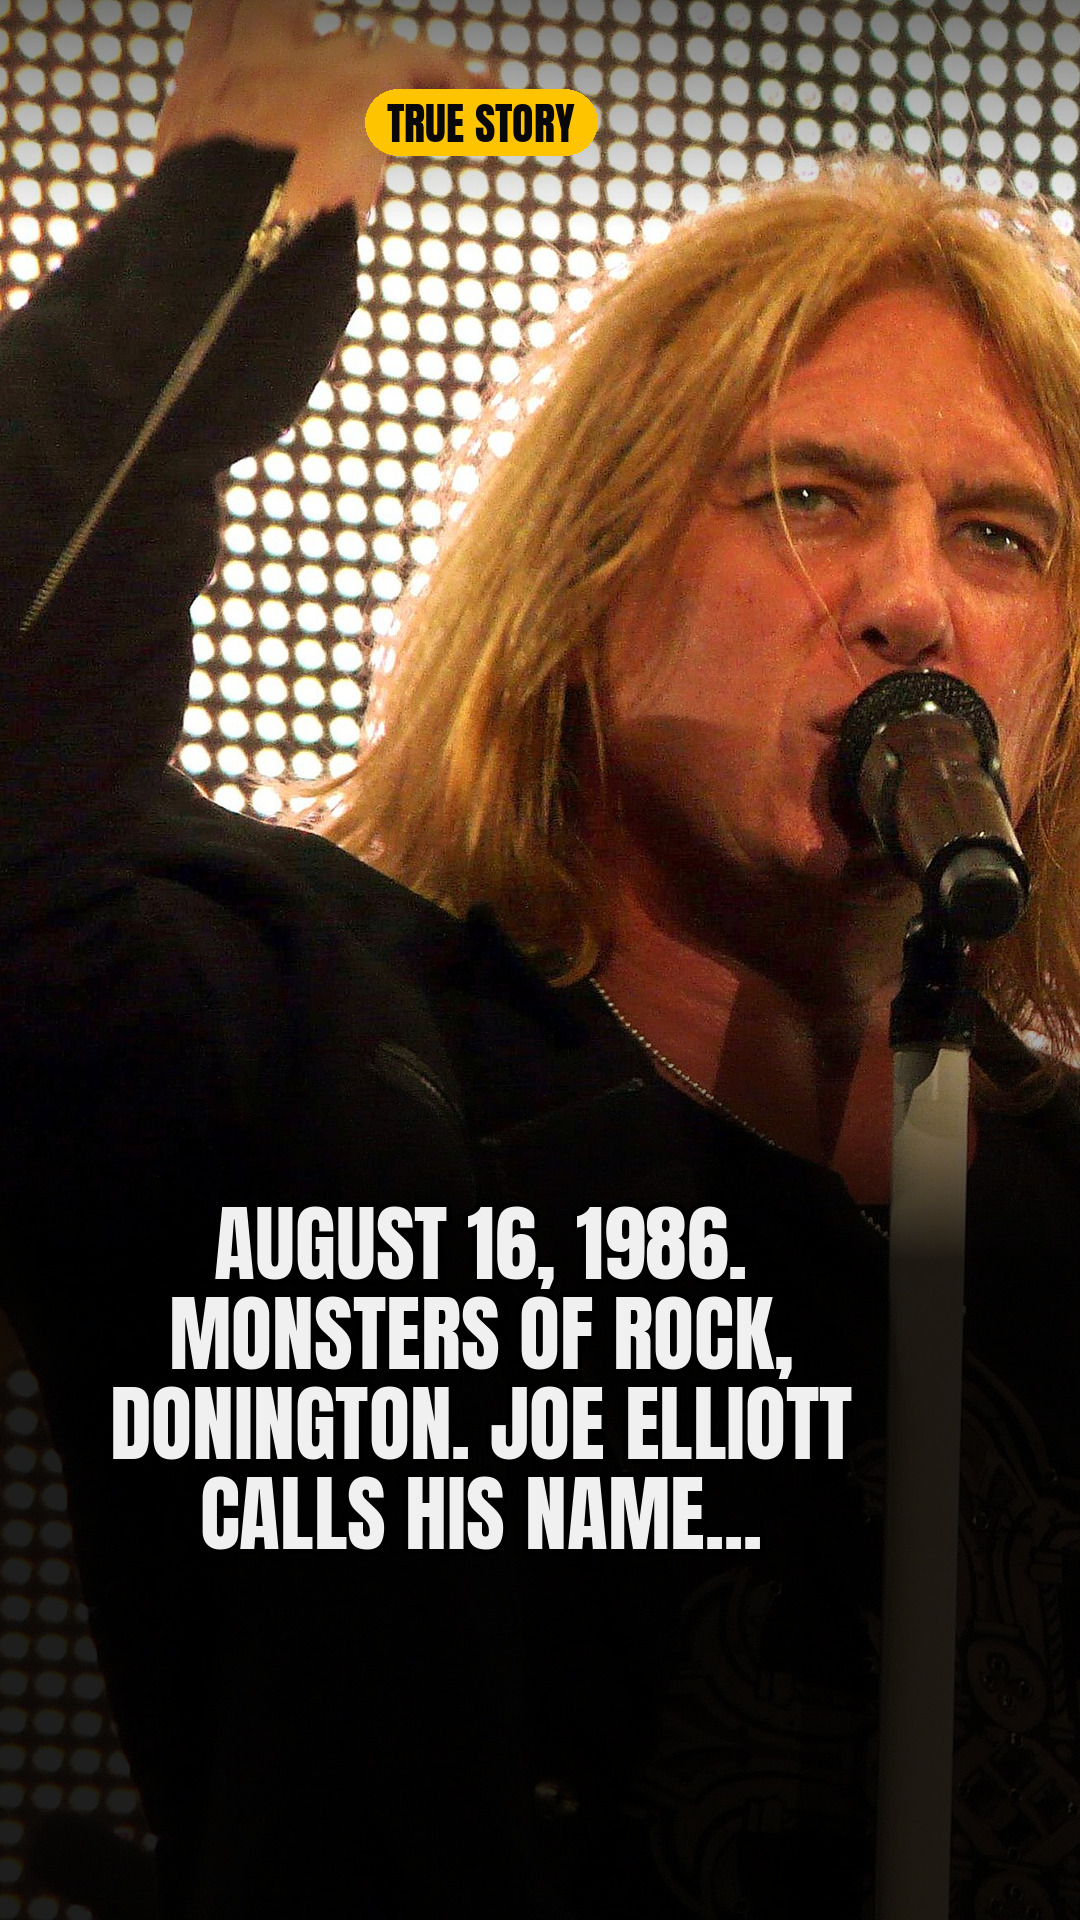 TRUE STORY
AUGUST 16, 1986.
MONSTERS OF ROCK,
DONINGTON. JOE ELLIOTT
CALLS HIS NAME...